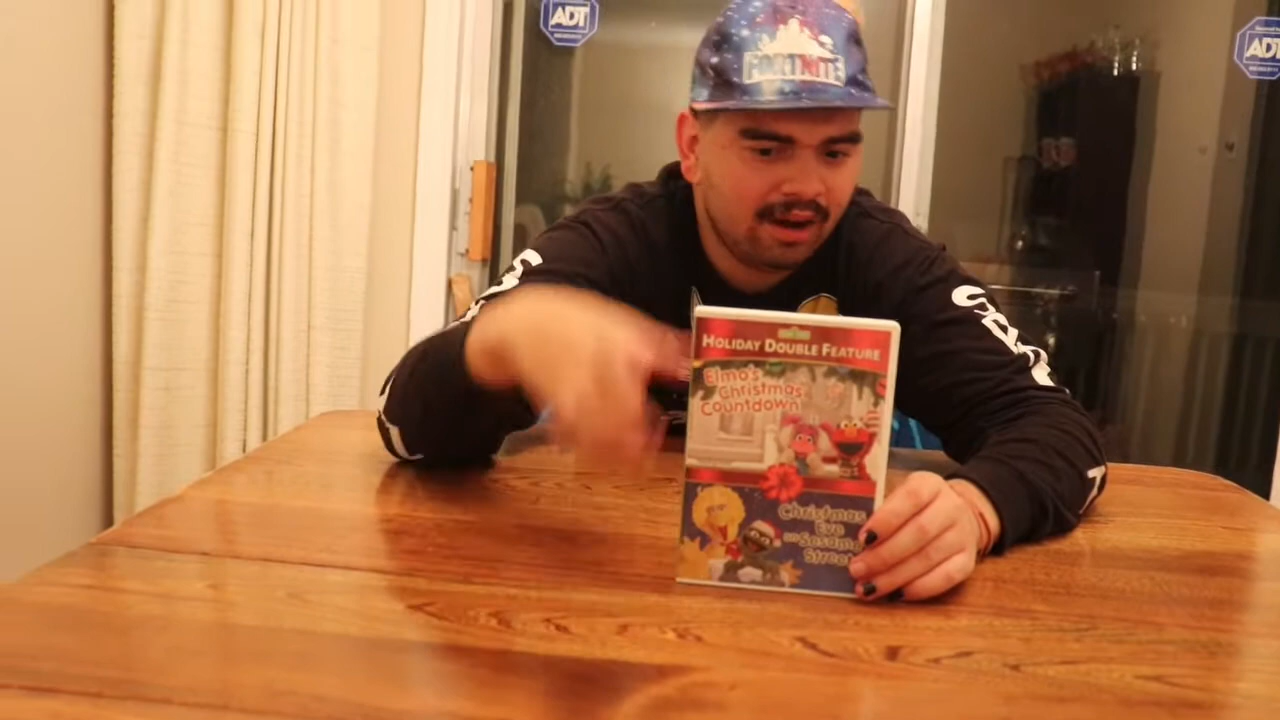 ADT
ADT
FORTNITE
HOLIDAY DOUBLE FEATURE
Elmo's
Christmas
Countdown
Christmas
Eve
on Sesame
Street